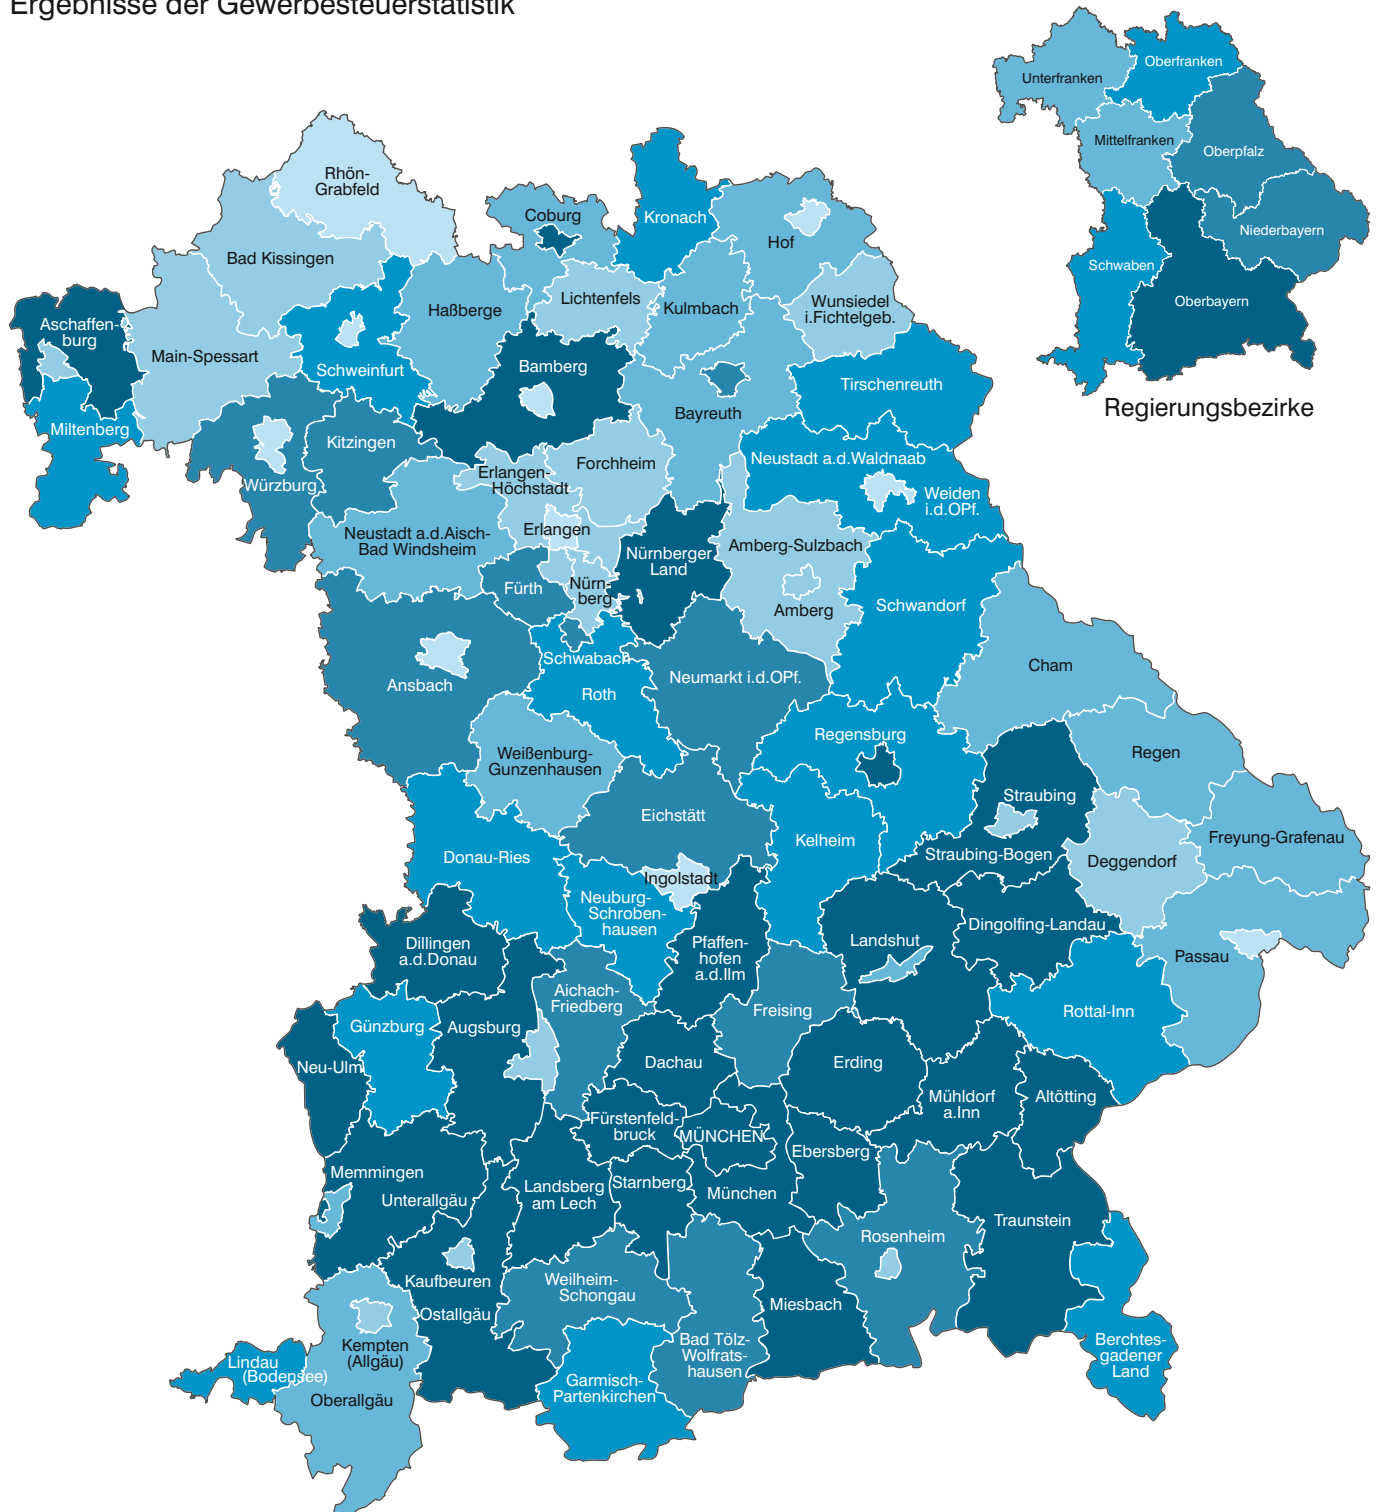 Ergebnisse der Gewerbesteuerstatistik
Unterfranken
Oberfranken
Mittelfranken
Oberpfalz
Niederbayern
Schwaben
Oberbayern
Regierungsbezirke
Rhön-
Grabfeld
Coburg
Kronach
Hof
Bad Kissingen
Haßberge
Lichtenfels
Kulmbach
Wunsiedel
i.Fichtelgeb.
Aschaffen-
burg
Main-Spessart
Schweinfurt
Bamberg
Bayreuth
Tirschenreuth
Miltenberg
Würzburg
Kitzingen
Erlangen-
Höchstadt
Forchheim
Neustadt a.d.Waldnaab
Weiden
i.d.OPf.
Neustadt a.d.Aisch-
Bad Windsheim
Erlangen
Nürnberger
Land
Amberg-Sulzbach
Fürth
Nürn-
berg
Amberg
Schwandorf
Ansbach
Schwabach
Roth
Neumarkt i.d.OPf.
Cham
Weißenburg-
Gunzenhausen
Regensburg
Regen
Eichstätt
Kelheim
Straubing
Straubing-Bogen
Deggendorf
Freyung-Grafenau
Donau-Ries
Ingolstadt
Neuburg-
Schroben-
hausen
Pfaffen-
hofen
a.d.Ilm
Landshut
Dingolfing-Landau
Passau
Dillingen
a.d.Donau
Aichach-
Friedberg
Freising
Rottal-Inn
Günzburg
Augsburg
Neu-Ulm
Dachau
Erding
Mühldorf
a.Inn
Altötting
Fürstenfeld-
bruck
MÜNCHEN
Ebersberg
Memmingen
Unterallgäu
Landsberg
am Lech
Starnberg
München
Traunstein
Rosenheim
Kaufbeuren
Ostallgäu
Weilheim-
Schongau
Miesbach
Kempten
(Allgäu)
Bad Tölz-
Wolfrats-
hausen
Berchtes-
gadener
Land
Lindau
(Bodensee)
Oberallgäu
Garmisch-
Partenkirchen